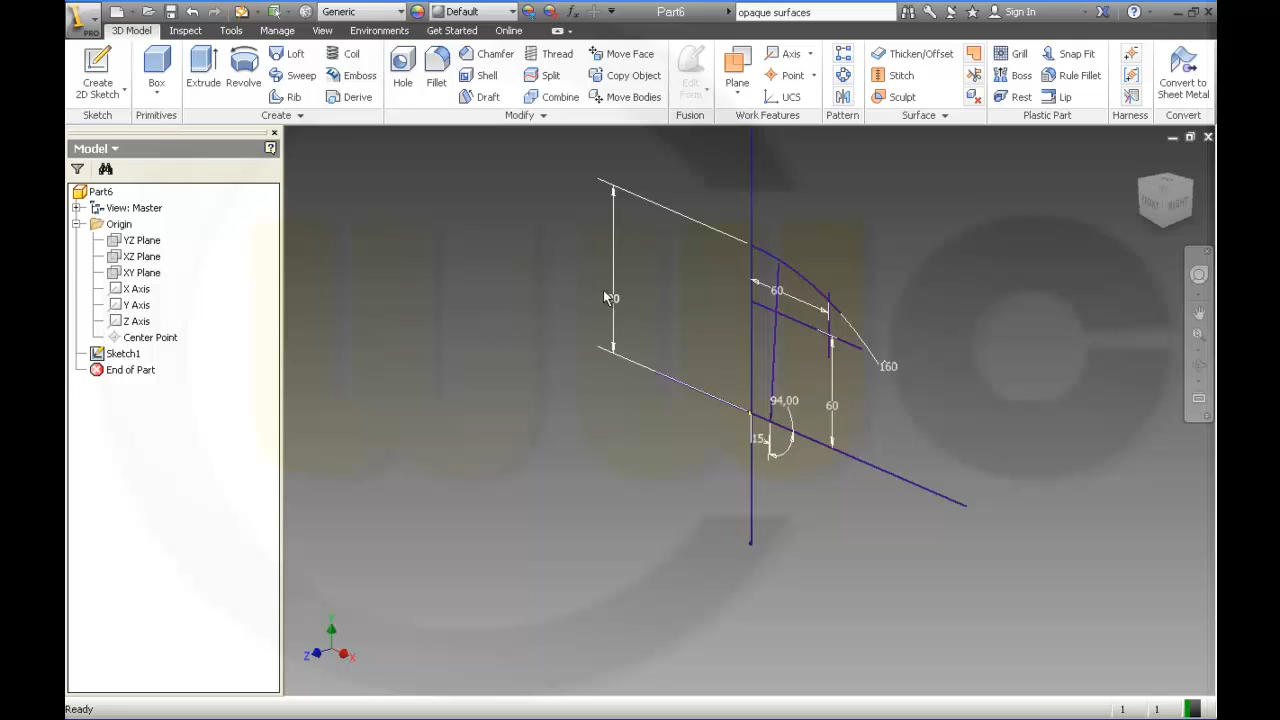 Generic
Default
Part6
opaque surfaces
Sign In
PRO
3D Model
Inspect
Tools
Manage
View
Environments
Get Started
Online
Create
2D Sketch
Box
Extrude
Revolve
Loft
Sweep
Rib
Coil
Emboss
Derive
Hole
Fillet
Chamfer
Shell
Draft
Thread
Split
Combine
Move Face
Copy Object
Move Bodies
Edit
Form
Plane
Axis
Point
UCS
Thicken/Offset
Stitch
Sculpt
Grill
Boss
Rest
Snap Fit
Rule Fillet
Lip
Convert to
Sheet Metal
Sketch
Primitives
Create
Modify
Fusion
Work Features
Pattern
Surface
Plastic Part
Harness
Convert
Model
Part6
View: Master
Origin
YZ Plane
XZ Plane
XY Plane
X Axis
Y Axis
Z Axis
Center Point
Sketch1
End of Part
RIGHT
60
160
94,00
60
15
Y
Z
X
Ready
1
1